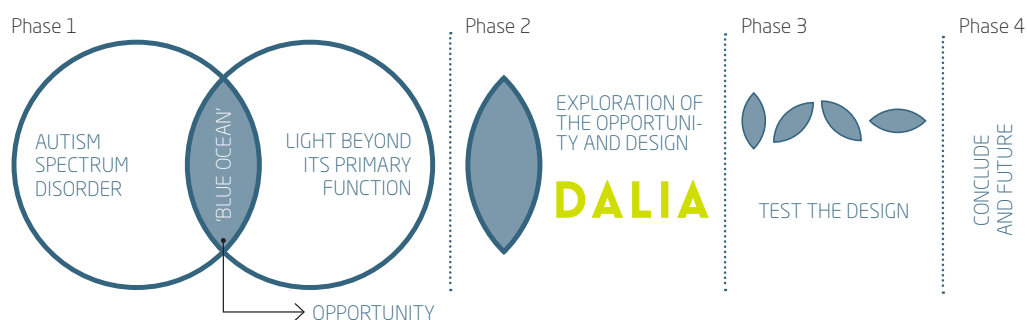 Phase 1
AUTISM
SPECTRUM
DISORDER
'BLUE OCEAN'
LIGHT BEYOND
ITS PRIMARY
FUNCTION
OPPORTUNITY
Phase 2
EXPLORATION OF
THE OPPORTUNI-
TY AND DESIGN
DALIA
Phase 3
TEST THE DESIGN
Phase 4
CONCLUDE
AND FUTURE